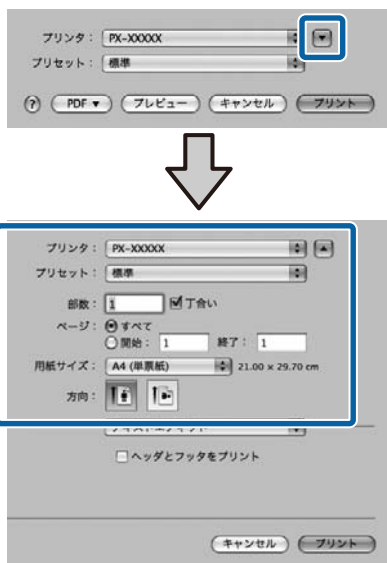 プリンタ： PX-XXXXX
プリセット： 標準
? PDF ▼ プレビュー キャンセル プリント
プリンタ： PX-XXXXX
プリセット： 標準
部数： 1 丁合い
ページ： すべて
開始： 1 終了： 1
用紙サイズ： A4 (単票紙) 21.00 x 29.70 cm
方向：
ヘッダとフッタをプリント
キャンセル プリント